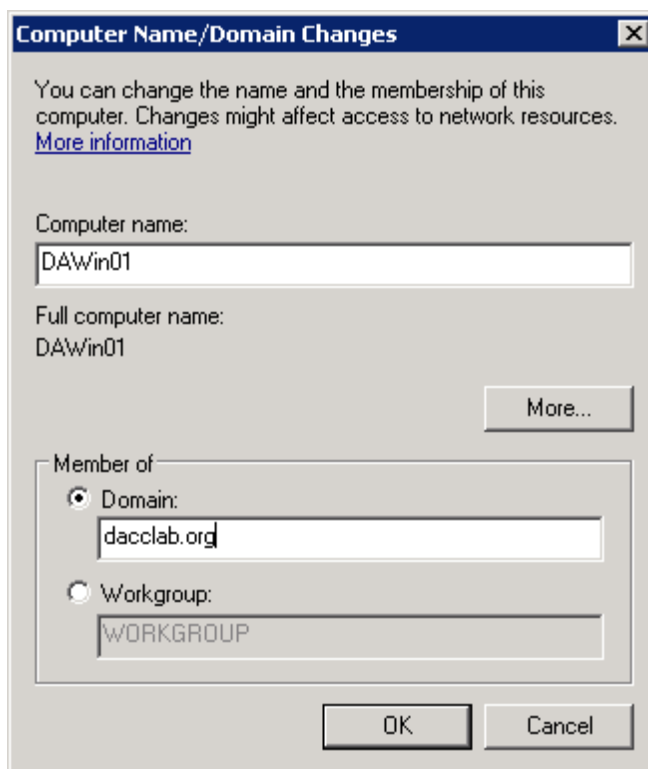 Computer Name/Domain Changes
You can change the name and the membership of this
computer. Changes might affect access to network resources.
More information
Computer name:
DAWin01
Full computer name:
DAWin01
More...
Member of
Domain:
dacclab.org
Workgroup:
WORKGROUP
OK
Cancel